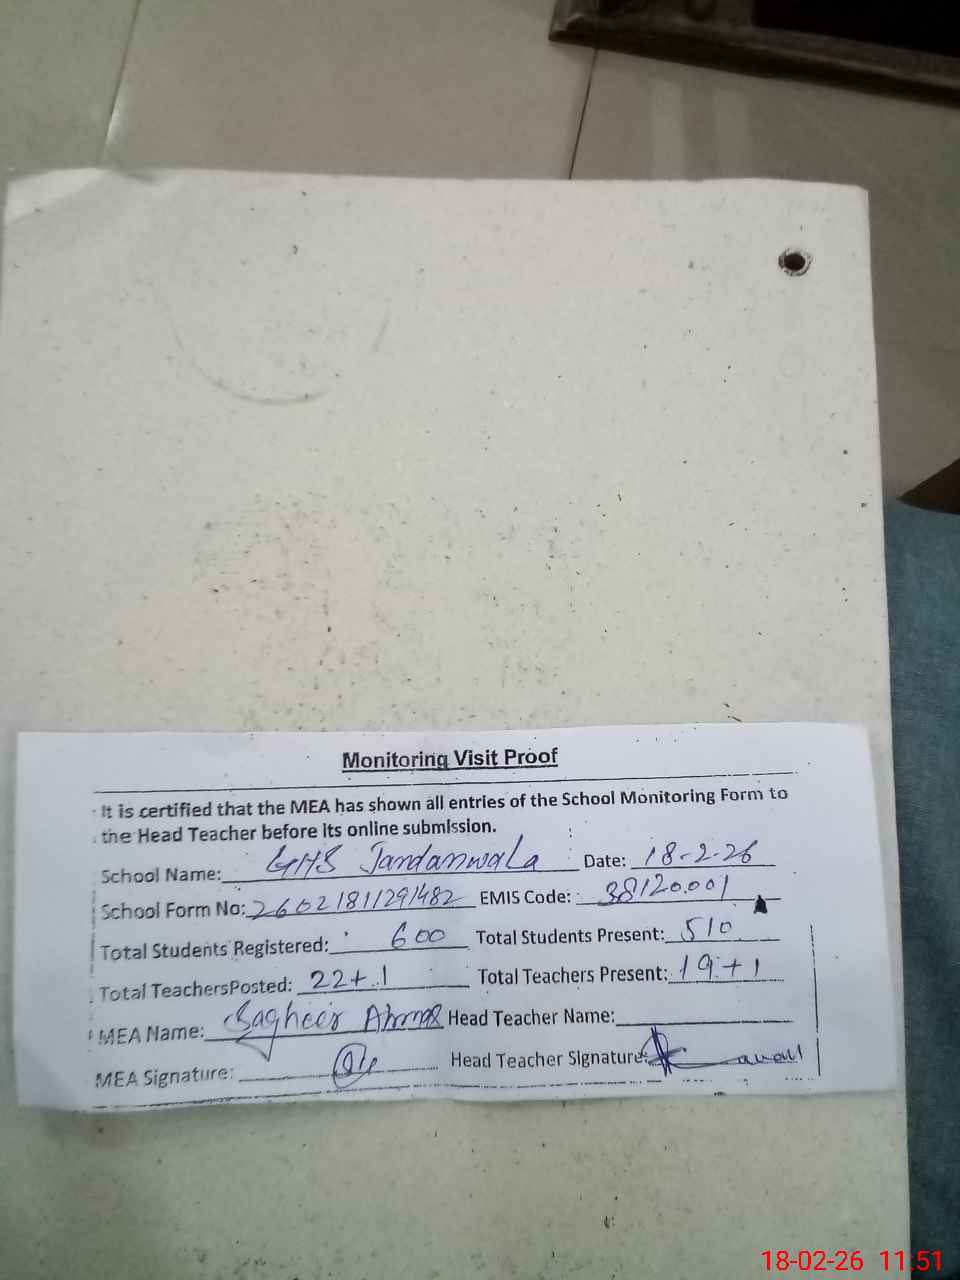 Monitoring Visit Proof
It is certified that the MEA has shown all entries of the School Monitoring Form to
the Head Teacher before its online submission.
School Name: GHS Jandanwala Date: 18-2-26
School Form No: 26021811291482 EMIS Code: 38120001
Total Students Registered: 600 Total Students Present: 510
Total TeachersPosted: 22+1 Total Teachers Present: 19+1
MEA Name: Sagheer Ahmad Head Teacher Name:
MEA Signature: Head Teacher Signature:
18-02-26 11:51